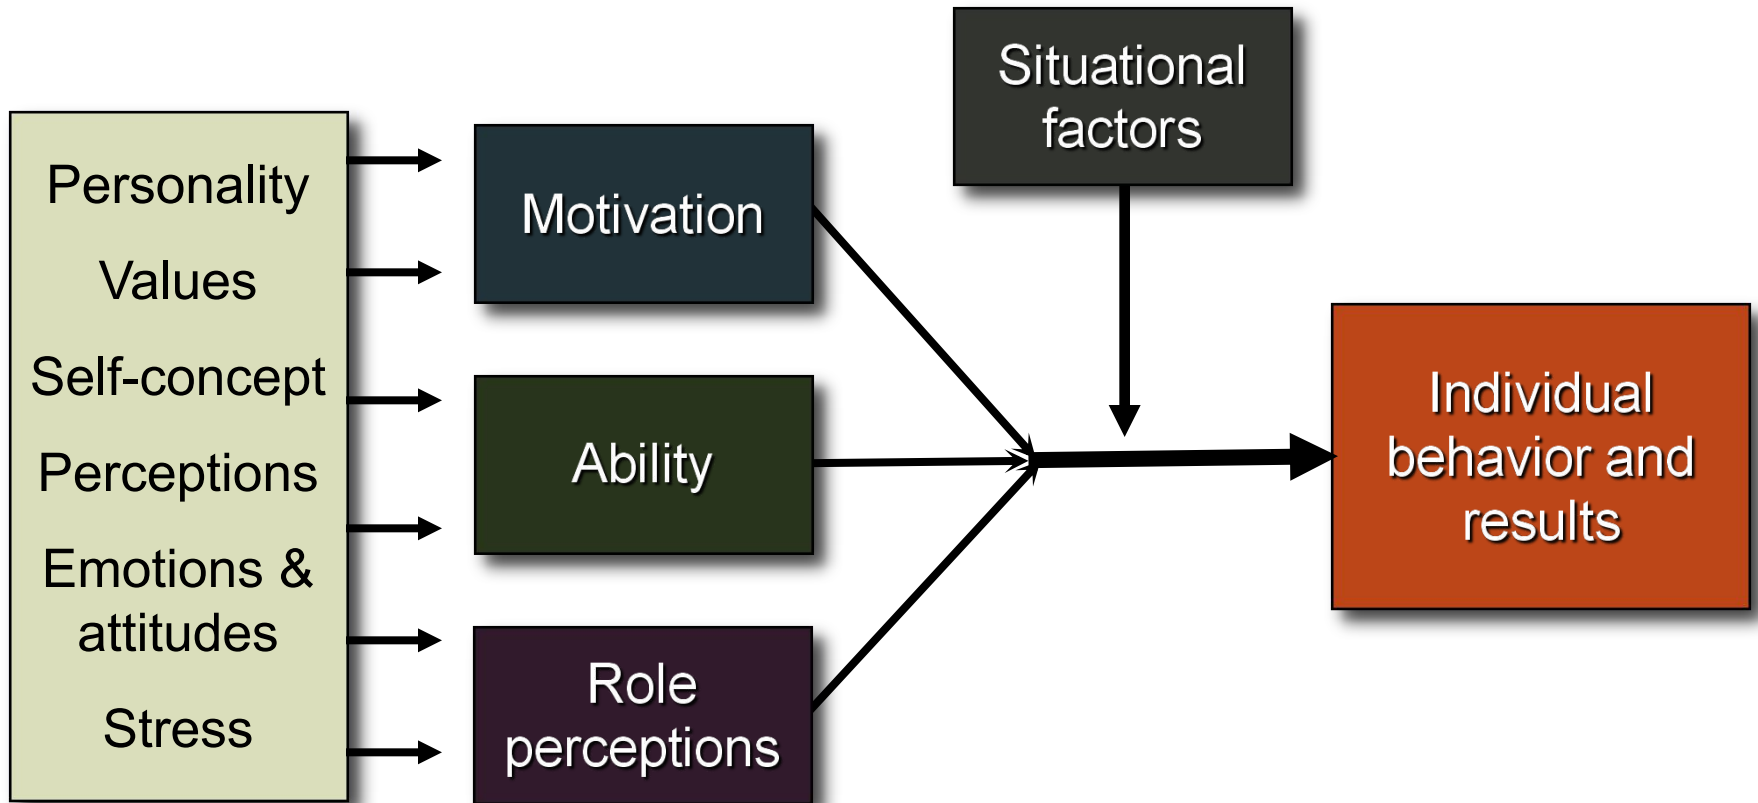 Personality
Values
Self-concept
Perceptions
Emotions &
attitudes
Stress
Motivation
Ability
Role
perceptions
Situational
factors
Individual
behavior and
results